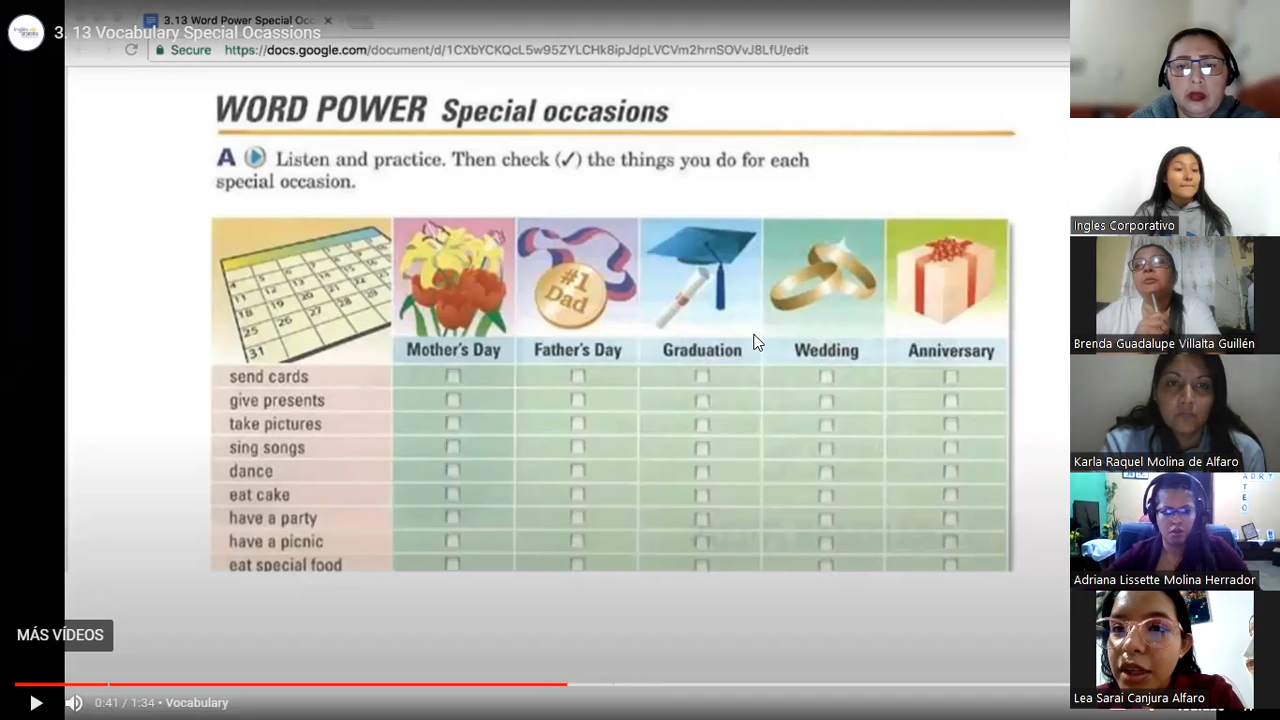 3.13 Word Power Special Occ
3. 13 Vocabulary Special Ocassions
Secure
https://docs.google.com/document/d/1CXbYCKQcL5w95ZYLCHk8ipJdpLVCVm2hrnSOVvJ8LfU/edit
WORD POWER Special occasions
A Listen and practice. Then check (✓) the things you do for each
special occasion.
#1
Dad
Mother's Day Father's Day Graduation Wedding Anniversary
send cards
give presents
take pictures
sing songs
dance
eat cake
have a party
have a picnic
eat special food
MÁS VÍDEOS
0:41 / 1:34 • Vocabulary
Ingles Corporativo
Brenda Guadalupe Villalta Guillén
Karla Raquel Molina de Alfaro
Adriana Lissette Molina Herrador
Lea Sarai Canjura Alfaro